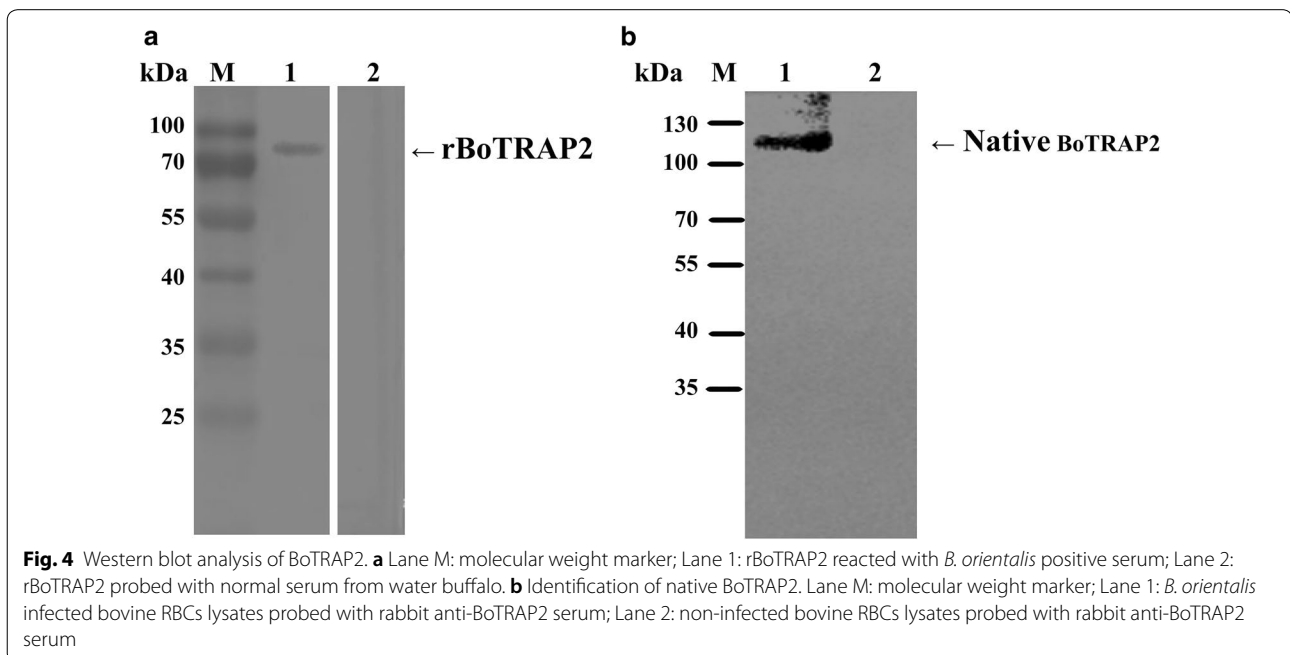 a
kDa M 1 2
100
70
55
40
35
25
← rBoTRAP2
b
kDa M 1 2
130
100
70
55
40
35
← Native BoTRAP2
Fig. 4 Western blot analysis of BoTRAP2. a Lane M: molecular weight marker; Lane 1: rBoTRAP2 reacted with B. orientalis positive serum; Lane 2:
rBoTRAP2 probed with normal serum from water buffalo. b Identification of native BoTRAP2. Lane M: molecular weight marker; Lane 1: B. orientalis
infected bovine RBCs lysates probed with rabbit anti-BoTRAP2 serum; Lane 2: non-infected bovine RBCs lysates probed with rabbit anti-BoTRAP2
serum